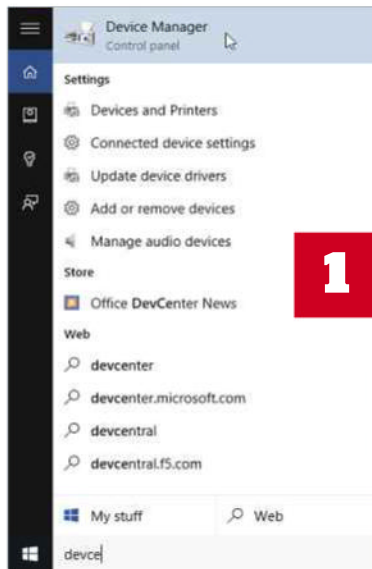 Device Manager
Control panel
Settings
Devices and Printers
Connected device settings
Update device drivers
Add or remove devices
Manage audio devices
1
Store
Office DevCenter News
Web
devcenter
devcenter.microsoft.com
devcentral
devcentral.f5.com
My stuff
Web
devce